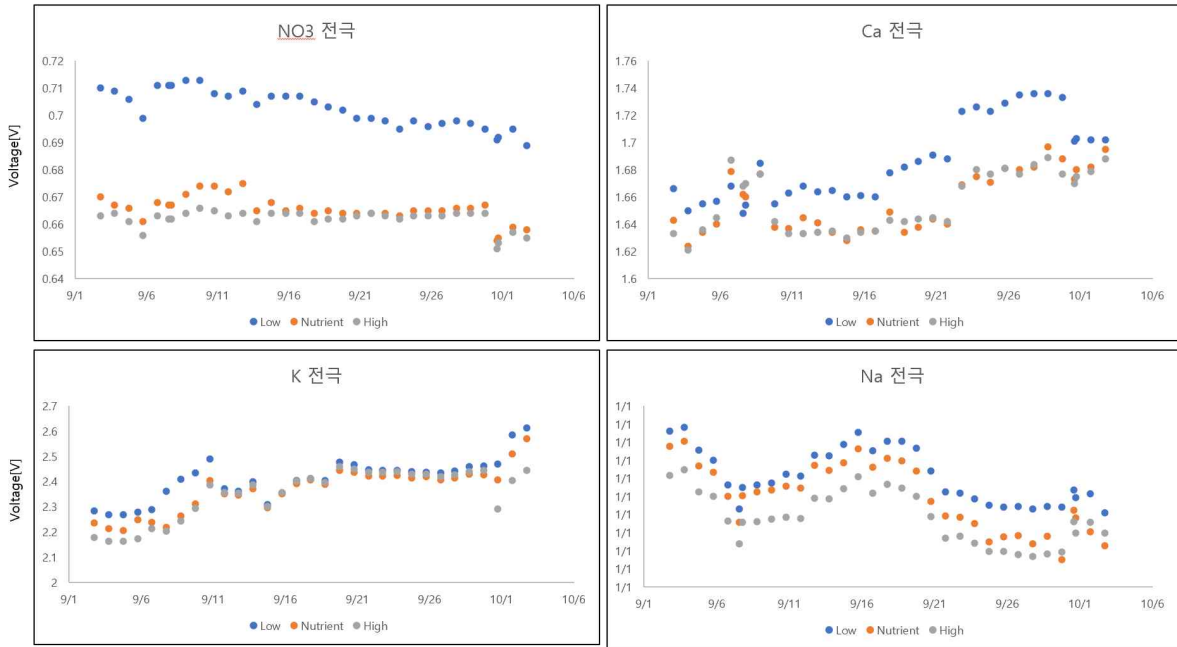 NO3 전극
Voltage[V]
0.72
0.71
0.7
0.69
0.68
0.67
0.66
0.65
0.64
9/1 9/6 9/11 9/16 9/21 9/26 10/1 10/6
Low Nutrient High
Ca 전극
1.76
1.74
1.72
1.7
1.68
1.66
1.64
1.62
1.6
9/1 9/6 9/11 9/16 9/21 9/26 10/1 10/6
Low Nutrient High
K 전극
Voltage[V]
2.7
2.6
2.5
2.4
2.3
2.2
2.1
2
9/1 9/6 9/11 9/16 9/21 9/26 10/1 10/6
Low Nutrient High
Na 전극
1/1
1/1
1/1
1/1
1/1
1/1
1/1
1/1
1/1
1/1
1/1
9/1 9/6 9/11 9/16 9/21 9/26 10/1 10/6
Low Nutrient High